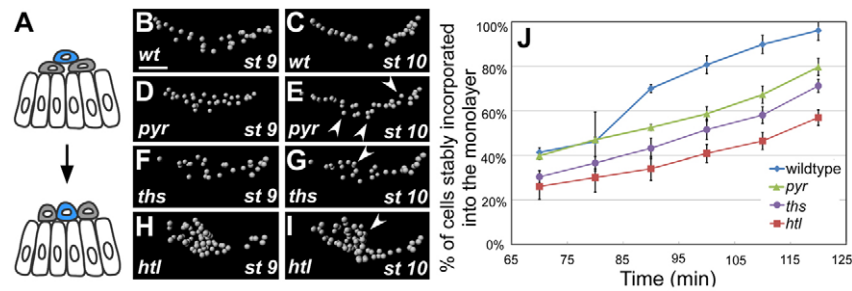 A
B
wt
st 9
C
wt
st 10
D
pyr
st 9
E
pyr
st 10
F
ths
st 9
G
ths
st 10
H
htl
st 9
I
htl
st 10
J
% of cells stably incorporated
into the monolayer
100%
80%
60%
40%
20%
0%
65 75 85 95 105 115 125
Time (min)
wildtype
pyr
ths
htl